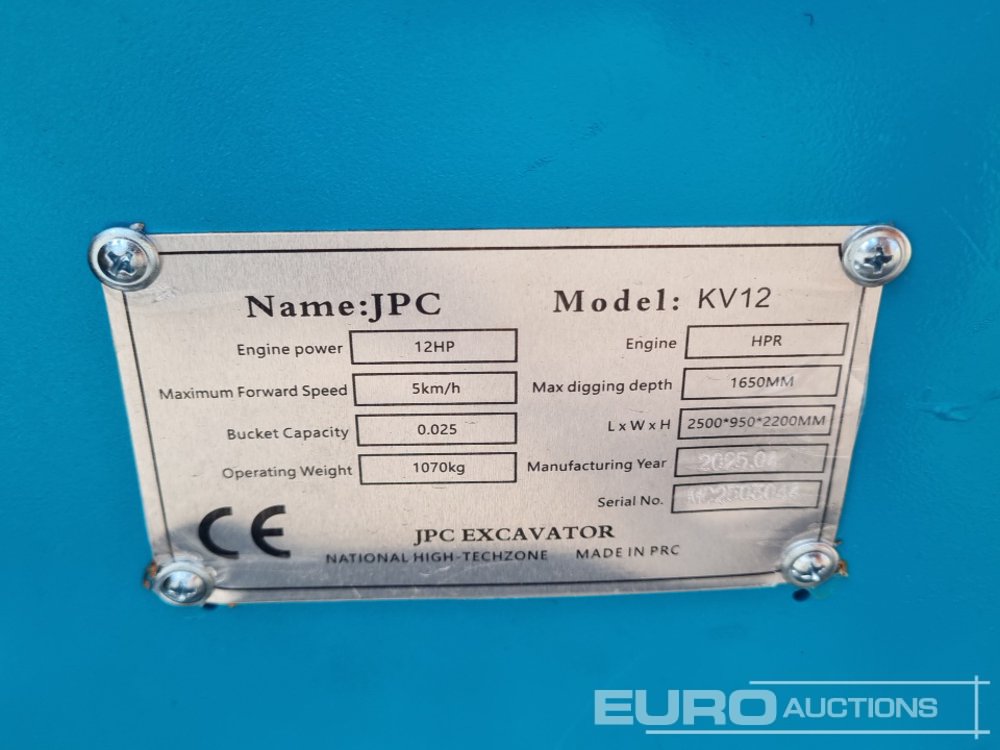 Name:JPC Model: KV12
Engine power 12HP Engine HPR
Maximum Forward Speed 5km/h Max digging depth 1650MM
Bucket Capacity 0.025 L x W x H 2500*950*2200MM
Operating Weight 1070kg Manufacturing Year
Serial No.
CE JPC EXCAVATOR
NATIONAL HIGH-TECHZONE MADE IN PRC
EURO AUCTIONS